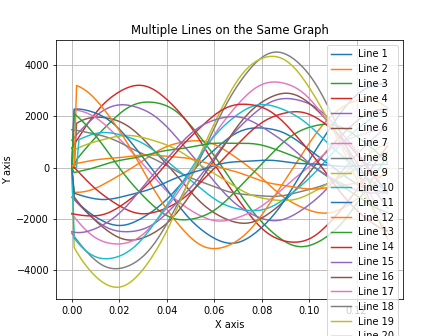 Multiple Lines on the Same Graph
Y axis
4000
2000
0
−2000
−4000
0.00
0.02
0.04
0.06
0.08
0.10
X axis
Line 1
Line 2
Line 3
Line 4
Line 5
Line 6
Line 7
Line 8
Line 9
Line 10
Line 11
Line 12
Line 13
Line 14
Line 15
Line 16
Line 17
Line 18
Line 19
Line 20